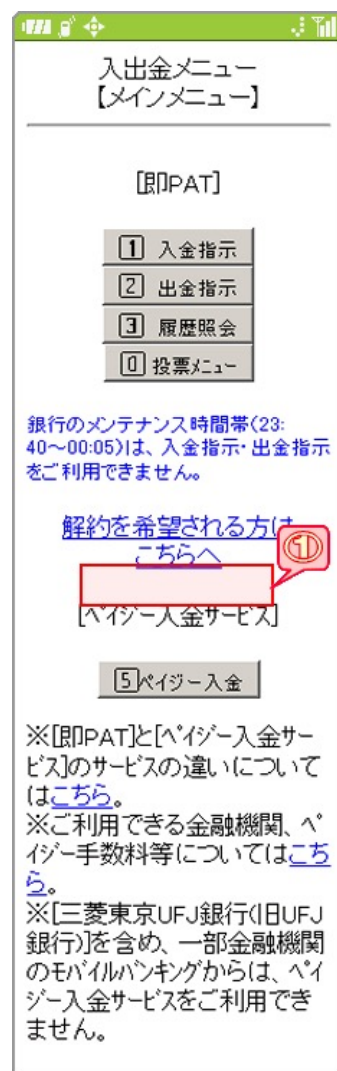 入出金メニュー
【メインメニュー】
[即PAT]
1 入金指示
2 出金指示
3 履歴照会
0 投票ﾒﾆｭｰ
銀行のメンテナンス時間帯(23:
40～00:05)は、入金指示・出金指示
をご利用できません。
解約を希望される方は
こちらへ
①
[ﾍﾟｲｼﾞｰ入金ｻｰﾋﾞｽ]
5 ﾍﾟｲｼﾞｰ入金
※[即PAT]と[ﾍﾟｲｼﾞｰ入金ｻｰ
ﾋﾞｽ]のサービスの違いについて
はこちら。
※ご利用できる金融機関、ﾍﾟ
ｲｼﾞｰ手数料等についてはこち
ら。
※[三菱東京UFJ銀行(旧UFJ
銀行)]を含め、一部金融機関
のﾓﾊﾞｲﾙﾊﾞﾝｷﾝｸﾞからは、ﾍﾟｲ
ｼﾞｰ入金サービスをご利用でき
ません。